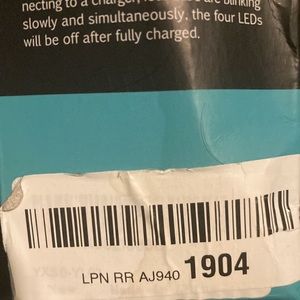 necting to a charger,
are blinking
slowly and simultaneously. the four LEDs
will be off after fully charged.
LPN RR AJ940 1904